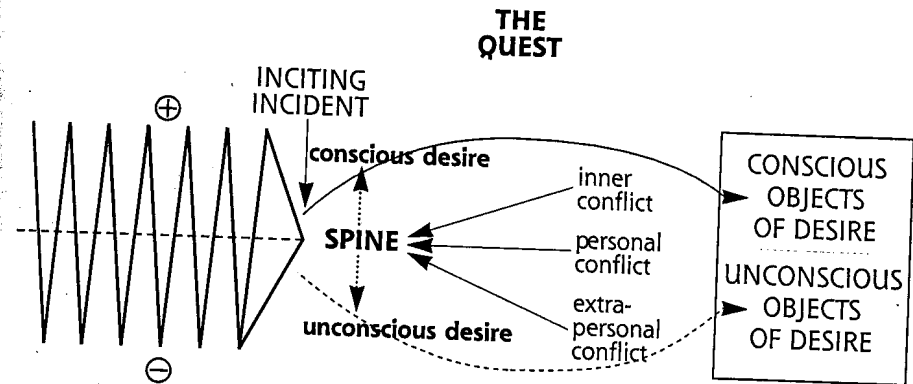 THE
QUEST
INCITING
INCIDENT
+
conscious desire
inner
conflict
CONSCIOUS
OBJECTS
OF DESIRE
SPINE
personal
conflict
UNCONSCIOUS
OBJECTS
OF DESIRE
unconscious desire
extra-
personal
conflict
−